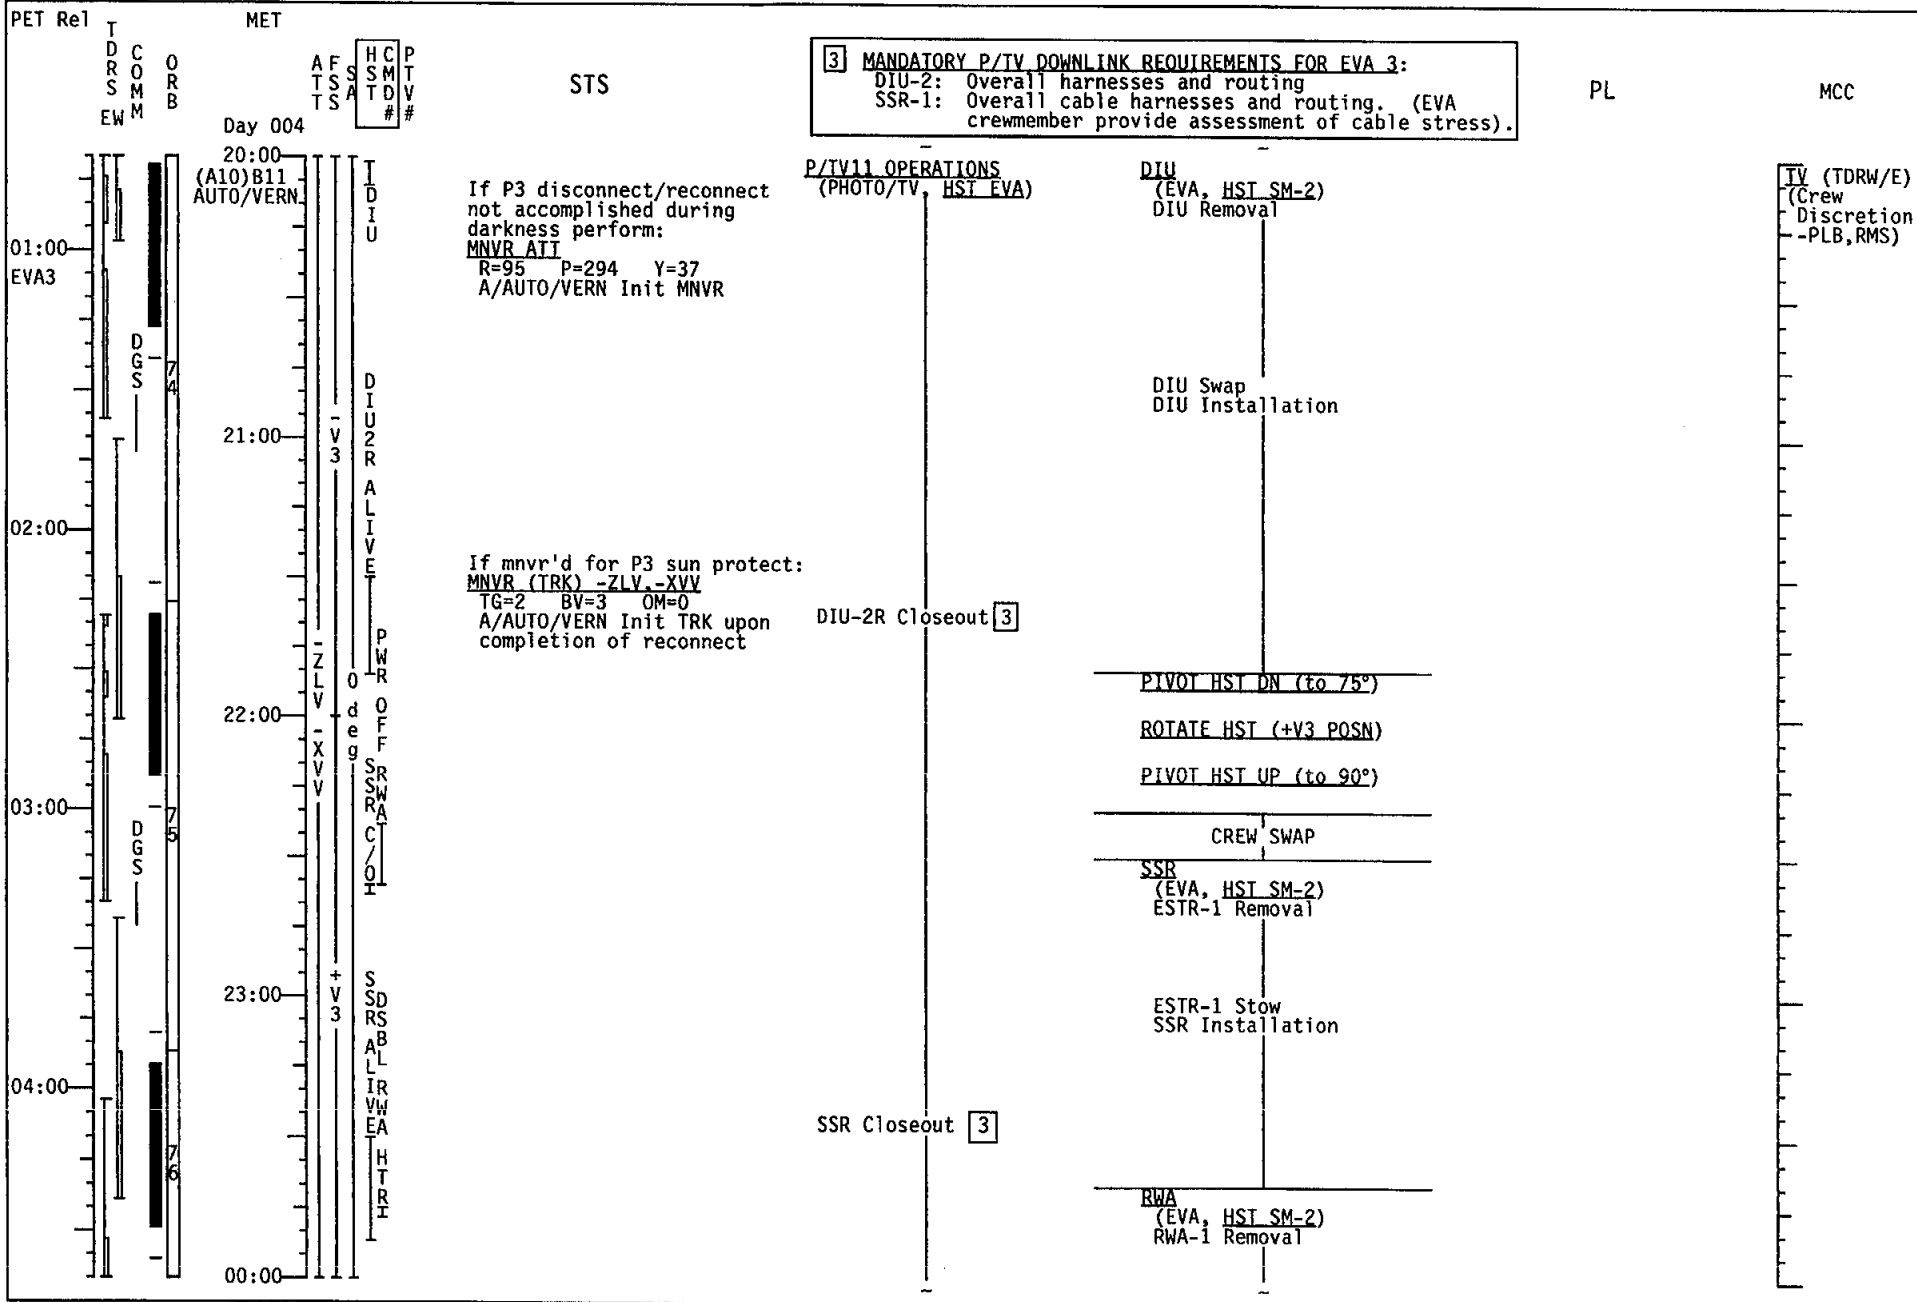 PET Rel
TDRS EW
COMM
ORB
MET
ATT
FSS
SA
HST CMD#
PTV#
STS
3 MANDATORY P/TV DOWNLINK REQUIREMENTS FOR EVA 3:
DIU-2: Overall harnesses and routing
SSR-1: Overall cable harnesses and routing. (EVA
crewmember provide assessment of cable stress).
PL
MCC
Day 004
20:00
(A10)B11
AUTO/VERN
01:00
EVA3
DGS
74
21:00
02:00
22:00
03:00
DGS
75
23:00
04:00
76
00:00
-ZLV -XVV
-V3
+V3
0 deg
DIU
DIU2R ALIVE
PWR OFF RWA
SSR C/O
SSR ALIVE
DSBL RWA HTR
If P3 disconnect/reconnect
not accomplished during
darkness perform:
MNVR ATT
R=95 P=294 Y=37
A/AUTO/VERN Init MNVR
If mnvr'd for P3 sun protect:
MNVR (TRK) -ZLV,-XVV
TG=2 BV=3 OM=0
A/AUTO/VERN Init TRK upon
completion of reconnect
P/TV11 OPERATIONS
(PHOTO/TV, HST EVA)
DIU-2R Closeout 3
SSR Closeout 3
DIU
(EVA, HST SM-2)
DIU Removal
DIU Swap
DIU Installation
PIVOT HST DN (to 75°)
ROTATE HST (+V3 POSN)
PIVOT HST UP (to 90°)
CREW SWAP
SSR
(EVA, HST SM-2)
ESTR-1 Removal
ESTR-1 Stow
SSR Installation
RWA
(EVA, HST SM-2)
RWA-1 Removal
TV (TDRW/E)
(Crew
Discretion
-PLB,RMS)